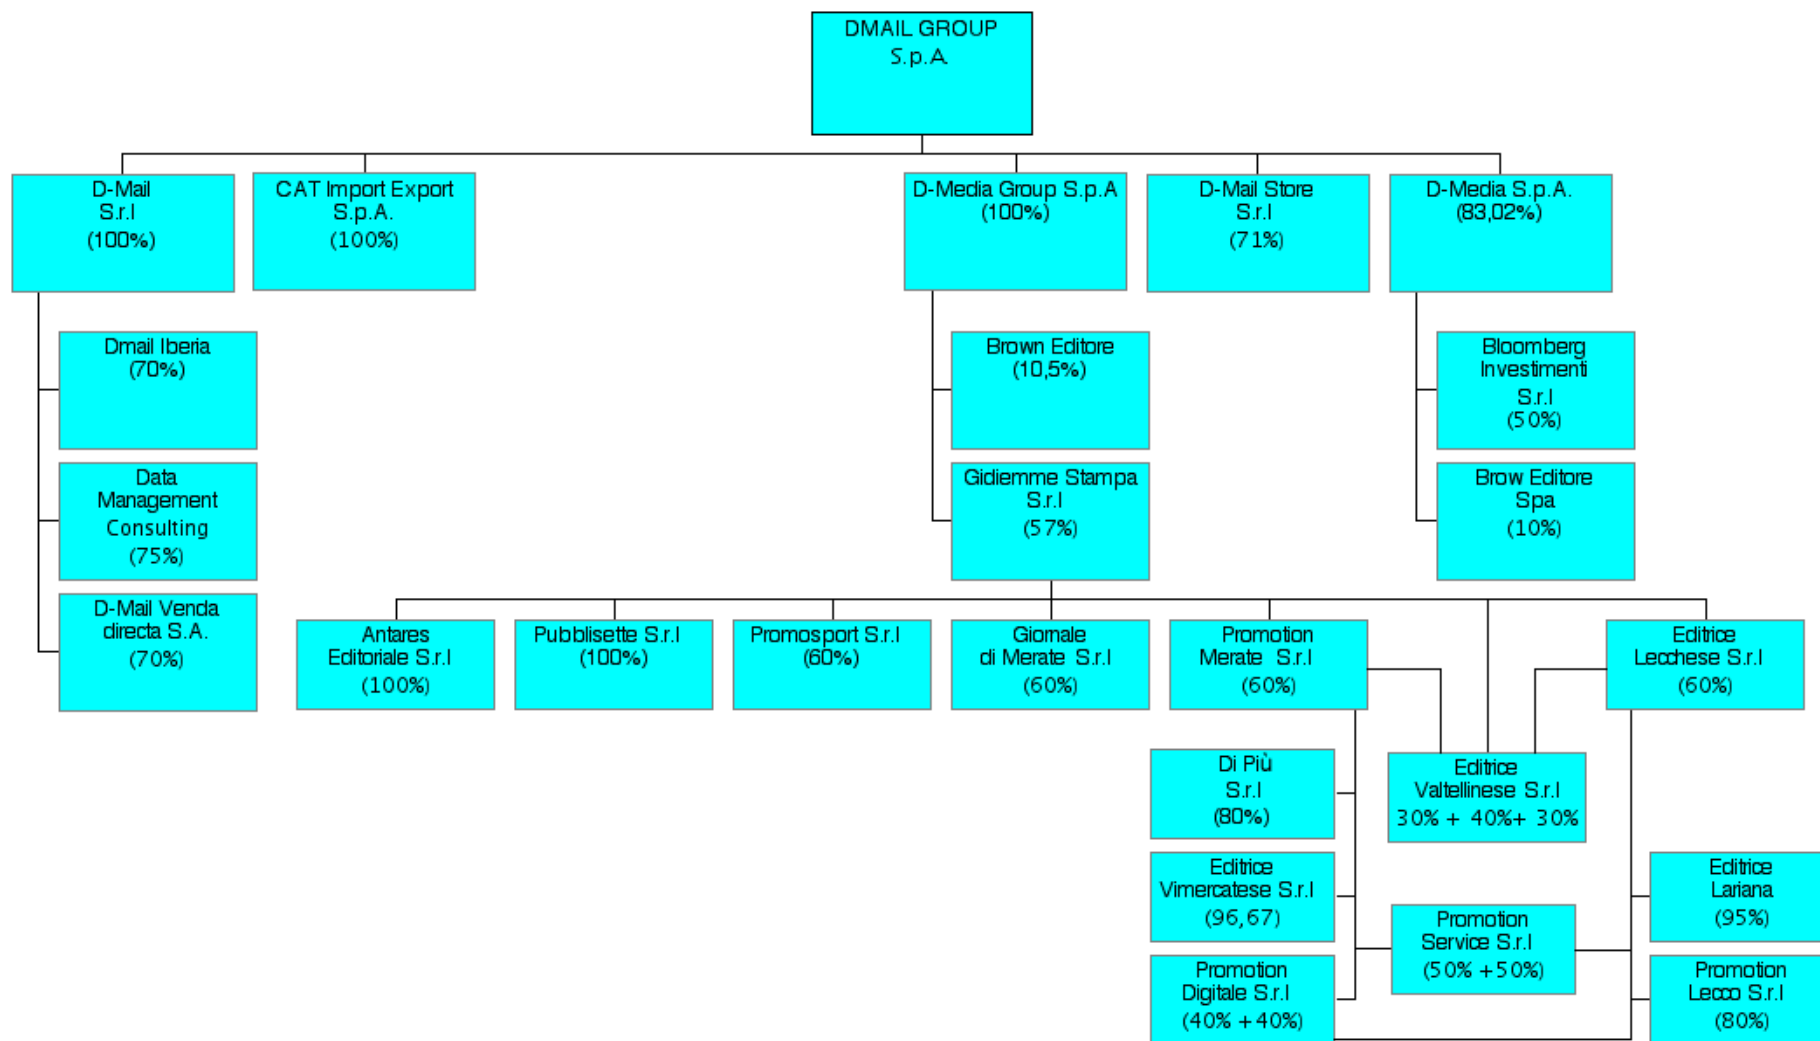 DMAIL GROUP
S.p.A.
D-Mail
S.r.l
(100%)
CAT Import Export
S.p.A.
(100%)
D-Media Group S.p.A
(100%)
D-Mail Store
S.r.l
(71%)
D-Media S.p.A.
(83,02%)
Dmail Iberia
(70%)
Data
Management
Consulting
(75%)
D-Mail Venda
directa S.A.
(70%)
Brown Editore
(10,5%)
Gidiemme Stampa
S.r.l
(57%)
Bloomberg
Investimenti
S.r.l
(50%)
Brow Editore
Spa
(10%)
Antares
Editoriale S.r.l
(100%)
Pubblisette S.r.l
(100%)
Promosport S.r.l
(60%)
Giornale
di Merate S.r.l
(60%)
Promotion
Merate S.r.l
(60%)
Editrice
Lecchese S.r.l
(60%)
Di Più
S.r.l
(80%)
Editrice
Valtellinese S.r.l
30% + 40%+ 30%
Editrice
Vimercatese S.r.l
(96,67)
Promotion
Service S.r.l
(50% +50%)
Editrice
Lariana
(95%)
Promotion
Digitale S.r.l
(40% +40%)
Promotion
Lecco S.r.l
(80%)